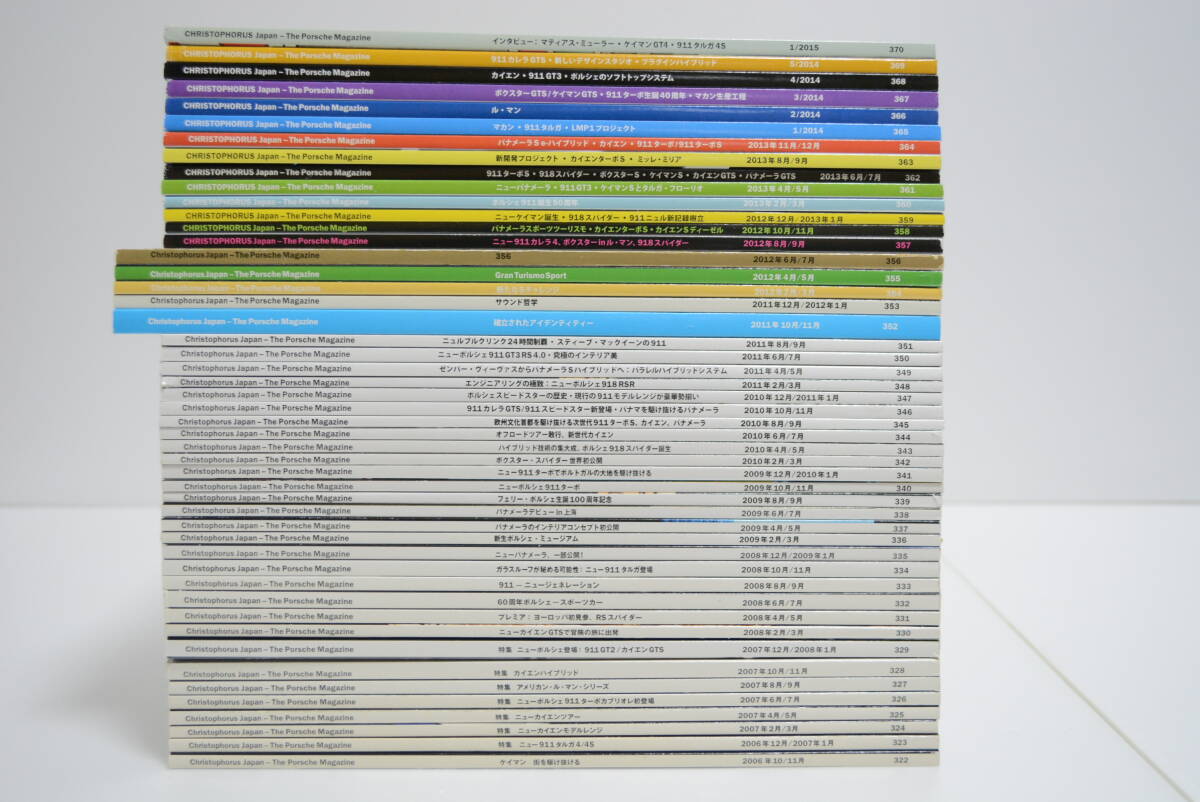 CHRISTOPHORUS Japan – The Porsche Magazine インタビュー：マティアス・ミューラー・ケイマンGT4・911タルガ4S 1/2015 370
CHRISTOPHORUS Japan – The Porsche Magazine 911カレラGTS・新しいデザインスタジオ・プラグインハイブリッド 5/2014 369
CHRISTOPHORUS Japan – The Porsche Magazine カイエン・911 GT3・ポルシェのソフトトップシステム 4/2014 368
CHRISTOPHORUS Japan – The Porsche Magazine ボクスターGTS/ケイマンGTS・911ターボ生誕40周年・マカン生産工程 3/2014 367
CHRISTOPHORUS Japan – The Porsche Magazine ル・マン 2/2014 366
CHRISTOPHORUS Japan – The Porsche Magazine マカン・911タルガ・LMP1プロジェクト 1/2014 365
CHRISTOPHORUS Japan – The Porsche Magazine パナメーラS e-ハイブリッド・カイエン・911ターボ/911ターボS 2013年11月/12月 364
CHRISTOPHORUS Japan – The Porsche Magazine 新開発プロジェクト・カイエンターボS・ミッレ・ミリア 2013年8月/9月 363
CHRISTOPHORUS Japan – The Porsche Magazine 911ターボS・918スパイダー・ボクスターS・ケイマンS・カイエンGTS・パナメーラGTS 2013年6月/7月 362
CHRISTOPHORUS Japan – The Porsche Magazine ニューパナメーラ・911 GT3・ケイマンSとタルガ・フローリオ 2013年4月/5月 361
CHRISTOPHORUS Japan – The Porsche Magazine ポルシェ911誕生50周年 2013年2月/3月 360
CHRISTOPHORUS Japan – The Porsche Magazine ニューケイマン誕生・918スパイダー・911ニュル新記録樹立 2012年12月/2013年1月 359
CHRISTOPHORUS Japan – The Porsche Magazine パナメーラスポーツツーリスモ・カイエンターボS・カイエンSディーゼル 2012年10月/11月 358
CHRISTOPHORUS Japan – The Porsche Magazine ニュー911カレラ4、ボクスター in ル・マン、918スパイダー 2012年8月/9月 357
Christophorus Japan – The Porsche Magazine 356 2012年6月/7月 356
Christophorus Japan – The Porsche Magazine Gran Turismo Sport 2012年4月/5月 355
Christophorus Japan – The Porsche Magazine 新たなるチャレンジ 2012年2月/3月 354
Christophorus Japan – The Porsche Magazine サウンド哲学 2011年12月/2012年1月 353
Christophorus Japan – The Porsche Magazine 確立されたアイデンティティー 2011年10月/11月 352
Christophorus Japan – The Porsche Magazine ニュルブルクリンク24時間制覇・スティーブ・マックイーンの911 2011年8月/9月 351
Christophorus Japan – The Porsche Magazine ニューポルシェ911 GT3 RS 4.0・究極のインテリア美 2011年6月/7月 350
Christophorus Japan – The Porsche Magazine ゼンパー・ヴィーヴァスからパナメーラSハイブリッドへ：パラレルハイブリッドシステム 2011年4月/5月 349
Christophorus Japan – The Porsche Magazine エンジニアリングの極致：ニューポルシェ918 RSR 2011年2月/3月 348
Christophorus Japan – The Porsche Magazine ポルシェスピードスターの歴史・現行の911モデルレンジが豪華勢揃い 2010年12月/2011年1月 347
Christophorus Japan – The Porsche Magazine 911カレラGTS/911スピードスター新登場・パナマを駆け抜けるパナメーラ 2010年10月/11月 346
Christophorus Japan – The Porsche Magazine 欧州文化首都を駆け抜ける次世代911ターボS、カイエン、パナメーラ 2010年8月/9月 345
Christophorus Japan – The Porsche Magazine オフロードツアー敢行、新世代カイエン 2010年6月/7月 344
Christophorus Japan – The Porsche Magazine ハイブリッド技術の集大成、ポルシェ918スパイダー誕生 2010年4月/5月 343
Christophorus Japan – The Porsche Magazine ボクスター・スパイダー世界初公開 2010年2月/3月 342
Christophorus Japan – The Porsche Magazine ニュー911ターボでポルトガルの大地を駆け抜ける 2009年12月/2010年1月 341
Christophorus Japan – The Porsche Magazine ニューポルシェ911ターボ 2009年10月/11月 340
Christophorus Japan – The Porsche Magazine フェリー・ポルシェ生誕100周年記念 2009年8月/9月 339
Christophorus Japan – The Porsche Magazine パナメーラデビュー in 上海 2009年6月/7月 338
Christophorus Japan – The Porsche Magazine パナメーラのインテリアコンセプト初公開 2009年4月/5月 337
Christophorus Japan – The Porsche Magazine 新生ポルシェ・ミュージアム 2009年2月/3月 336
Christophorus Japan – The Porsche Magazine ニューパナメーラ、一部公開！ 2008年12月/2009年1月 335
Christophorus Japan – The Porsche Magazine ガラスルーフが秘める可能性：ニュー911タルガ登場 2008年10月/11月 334
Christophorus Japan – The Porsche Magazine 911 — ニュージェネレーション 2008年8月/9月 333
Christophorus Japan – The Porsche Magazine 60周年ポルシェースポーツカー 2008年6月/7月 332
Christophorus Japan – The Porsche Magazine プレミア：ヨーロッパ初見参、RSスパイダー 2008年4月/5月 331
Christophorus Japan – The Porsche Magazine ニューカイエンGTSで冒険の旅に出発 2008年2月/3月 330
Christophorus Japan – The Porsche Magazine 特集 ニューポルシェ登場！911 GT2/カイエンGTS 2007年12月/2008年1月 329
Christophorus Japan – The Porsche Magazine 特集 カイエンハイブリッド 2007年10月/11月 328
Christophorus Japan – The Porsche Magazine 特集 アメリカン・ル・マン・シリーズ 2007年8月/9月 327
Christophorus Japan – The Porsche Magazine 特集 ニューポルシェ911ターボカブリオレ初登場 2007年6月/7月 326
Christophorus Japan – The Porsche Magazine 特集 ニューカイエンツアー 2007年4月/5月 325
Christophorus Japan – The Porsche Magazine 特集 ニューカイエンモデルレンジ 2007年2月/3月 324
Christophorus Japan – The Porsche Magazine 特集 ニュー911タルガ4/4S 2006年12月/2007年1月 323
Christophorus Japan – The Porsche Magazine ケイマン 街を駆け抜ける 2006年10/11月 322